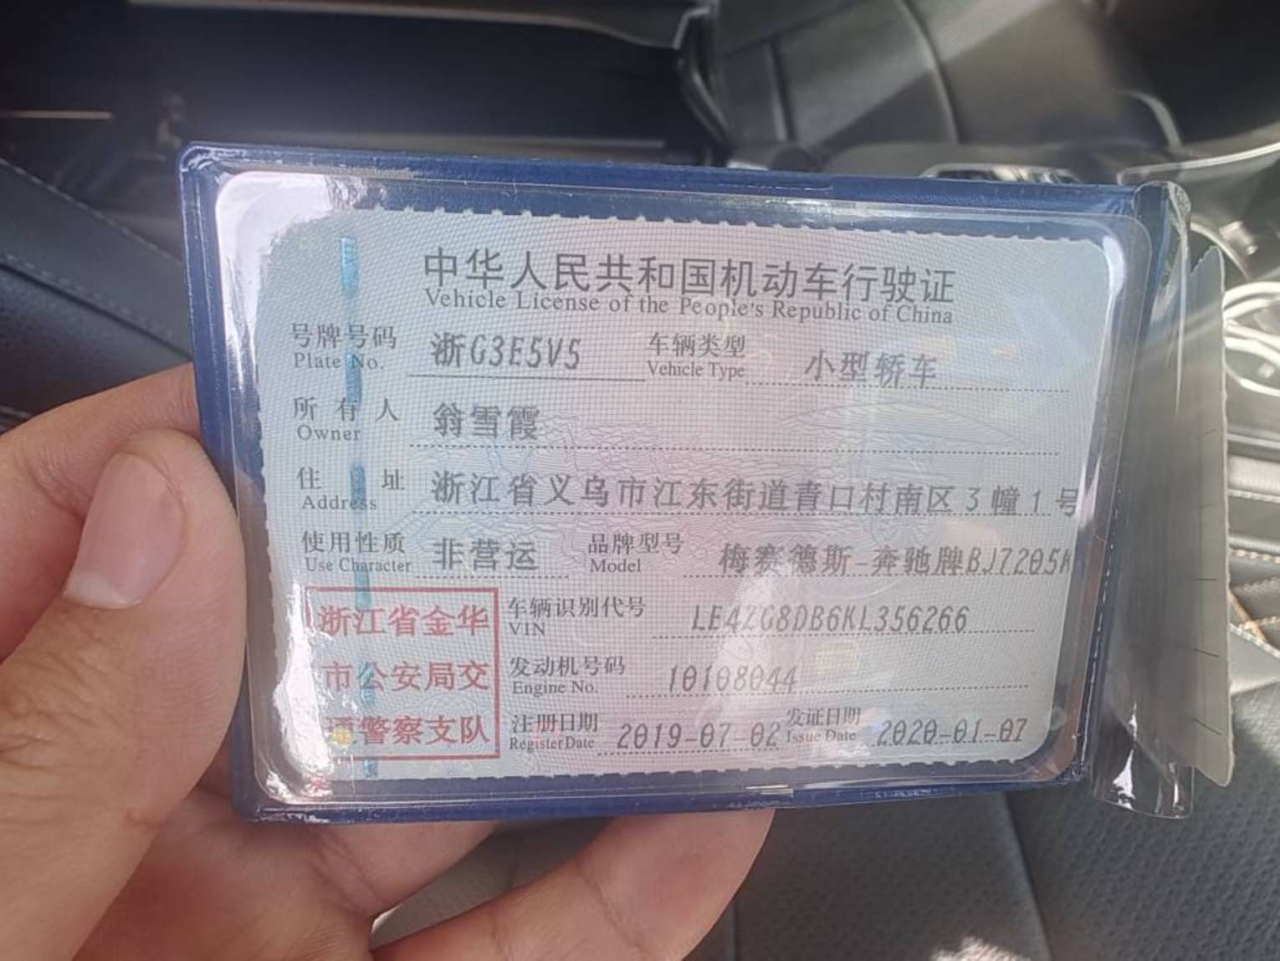 中华人民共和国机动车行驶证
Vehicle License of the People's Republic of China
号牌号码 浙G3E5V5 车辆类型 小型轿车
Plate No. Vehicle Type
所有人 翁雪霞
Owner
住址 浙江省义乌市江东街道青口村南区3幢1号
Address
使用性质 非营运 品牌型号 梅赛德斯-奔驰牌BJ7205K
Use Character Model
浙江省金华
市公安局交
通警察支队
车辆识别代号 LE4ZG8DB6KL356266
VIN
发动机号码 10108044
Engine No.
注册日期 2019-07-02 发证日期 2020-01-07
Register Date Issue Date